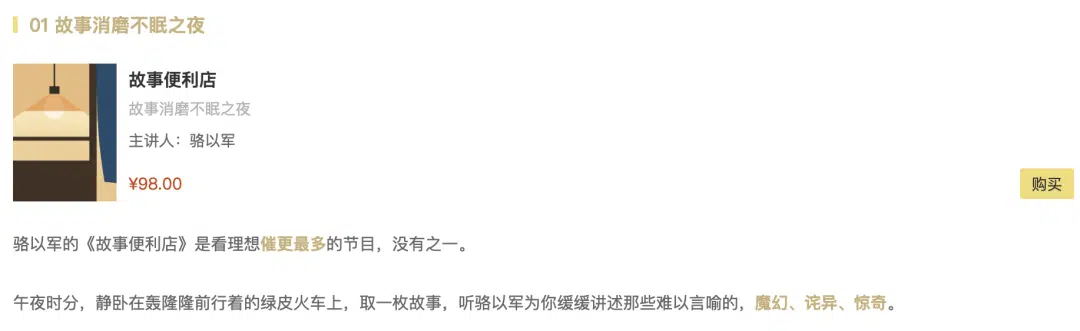 01 故事消磨不眠之夜
故事便利店
故事消磨不眠之夜
主讲人：骆以军
¥98.00
购买
骆以军的《故事便利店》是看理想催更最多的节目，没有之一。
午夜时分，静卧在轰隆隆前行着的绿皮火车上，取一枚故事，听骆以军为你缓缓讲述那些难以言喻的，魔幻、诧异、惊奇。